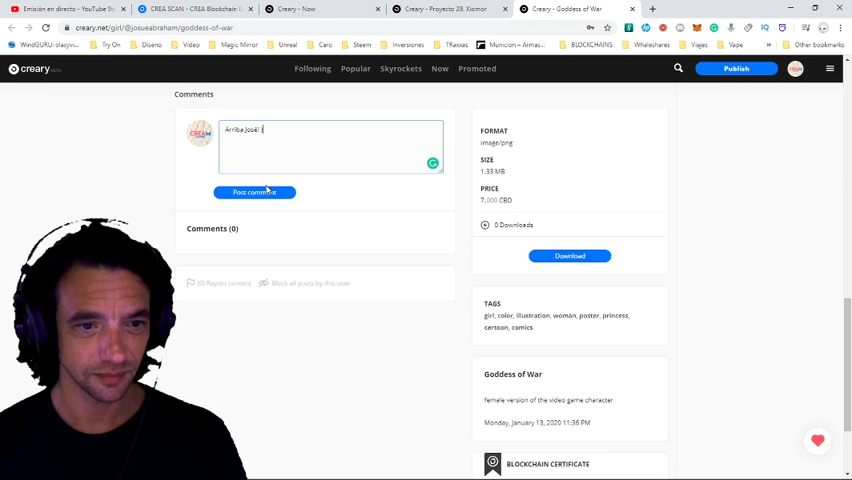 Emisión en directo - YouTube S
CREA SCAN - CREA Blockchain E
Creary - Now
Creary - Proyecto 29. Xiomar
Creary - Goddess of War
creary.net/girl/@josueabraham/goddess-of-war
WindGURU: olasyvi...
Try On
Diseño
Video
Magic Mirror
Unreal
Caro
Steem
Inversiones
TRaxxas
Municion – Armas...
BLOCKCHAINS
Whaleshares
Viajes
Vape
Other bookmarks
creary
Following
Popular
Skyrockets
Now
Promoted
Publish
Comments
CREAM
Arriba José! :)
Post comment
Comments (0)
(0) Report content
Block all posts by this user
FORMAT
image/png
SIZE
1.33 MB
PRICE
7.000 CBD
0 Downloads
Download
TAGS
girl, color, illustration, woman, poster, princess,
cartoon, comics
Goddess of War
female version of the video game character
Monday, January 13, 2020 11:36 PM
BLOCKCHAIN CERTIFICATE